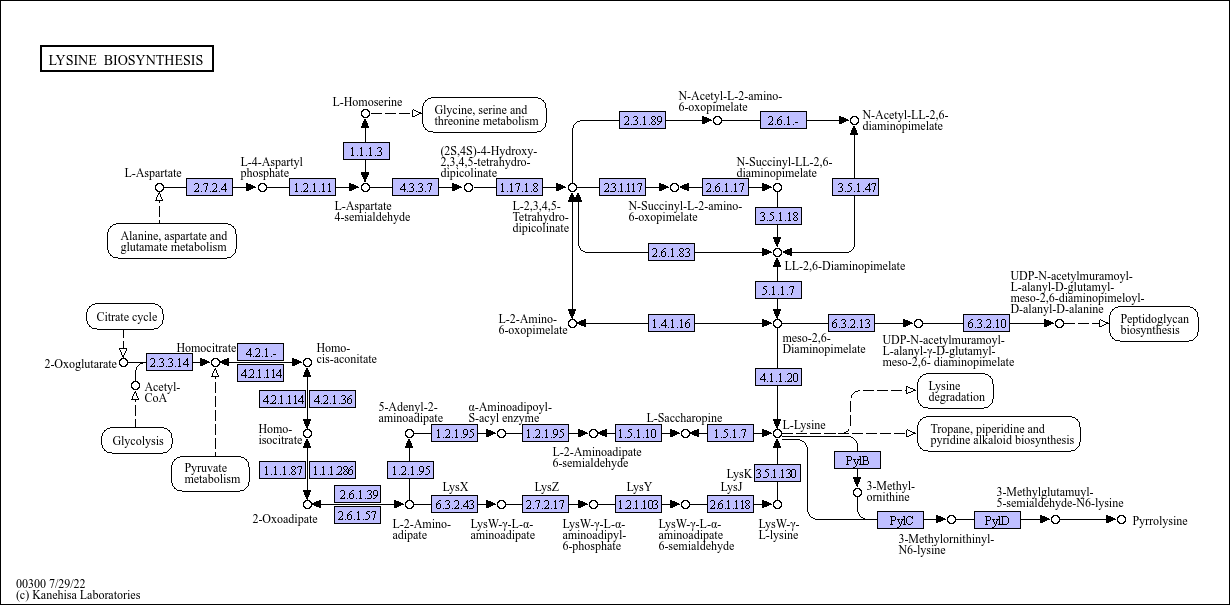 LYSINE BIOSYNTHESIS
L-Homoserine
Glycine, serine and
threonine metabolism
1.1.1.3
N-Acetyl-L-2-amino-
6-oxopimelate
2.3.1.89
2.6.1.-
N-Acetyl-LL-2,6-
diaminopimelate
L-Aspartate
2.7.2.4
L-4-Aspartyl
phosphate
1.2.1.11
L-Aspartate
4-semialdehyde
4.3.3.7
(2S,4S)-4-Hydroxy-
2,3,4,5-tetrahydro-
dipicolinate
1.17.1.8
L-2,3,4,5-
Tetrahydro-
dipicolinate
2.3.1.117
N-Succinyl-L-2-amino-
6-oxopimelate
2.6.1.17
N-Succinyl-LL-2,6-
diaminopimelate
3.5.1.47
3.5.1.18
Alanine, aspartate and
glutamate metabolism
2.6.1.83
LL-2,6-Diaminopimelate
5.1.1.7
L-2-Amino-
6-oxopimelate
1.4.1.16
meso-2,6-
Diaminopimelate
6.3.2.13
UDP-N-acetylmuramoyl-
L-alanyl-γ-D-glutamyl-
meso-2,6- diaminopimelate
6.3.2.10
UDP-N-acetylmuramoyl-
L-alanyl-D-glutamyl-
meso-2,6-diaminopimeloyl-
D-alanyl-D-alanine
Peptidoglycan
biosynthesis
Citrate cycle
2-Oxoglutarate
2.3.3.14
Homocitrate
4.2.1.-
4.2.1.114
Homo-
cis-aconitate
Acetyl-
CoA
Glycolysis
Pyruvate
metabolism
4.2.1.114
4.2.1.36
Homo-
isocitrate
1.1.1.87
1.1.1.286
2-Oxoadipate
2.6.1.39
2.6.1.57
L-2-Amino-
adipate
1.2.1.95
5-Adenyl-2-
aminoadipate
1.2.1.95
α-Aminoadipoyl-
S-acyl enzyme
1.2.1.95
L-2-Aminoadipate
6-semialdehyde
1.5.1.10
L-Saccharopine
1.5.1.7
L-Lysine
4.1.1.20
Lysine
degradation
Tropane, piperidine and
pyridine alkaloid biosynthesis
LysX
6.3.2.43
LysW-γ-L-α-
aminoadipate
LysZ
2.7.2.17
LysW-γ-L-α-
aminoadipyl-
6-phosphate
LysY
1.2.1.103
LysW-γ-L-α-
aminoadipate
6-semialdehyde
LysJ
2.6.1.118
LysW-γ-
L-lysine
LysK
3.5.1.130
PylB
3-Methyl-
ornithine
PylC
3-Methylornithinyl-
N6-lysine
PylD
3-Methylglutamuyl-
5-semialdehyde-N6-lysine
Pyrrolysine
00300 7/29/22
(c) Kanehisa Laboratories